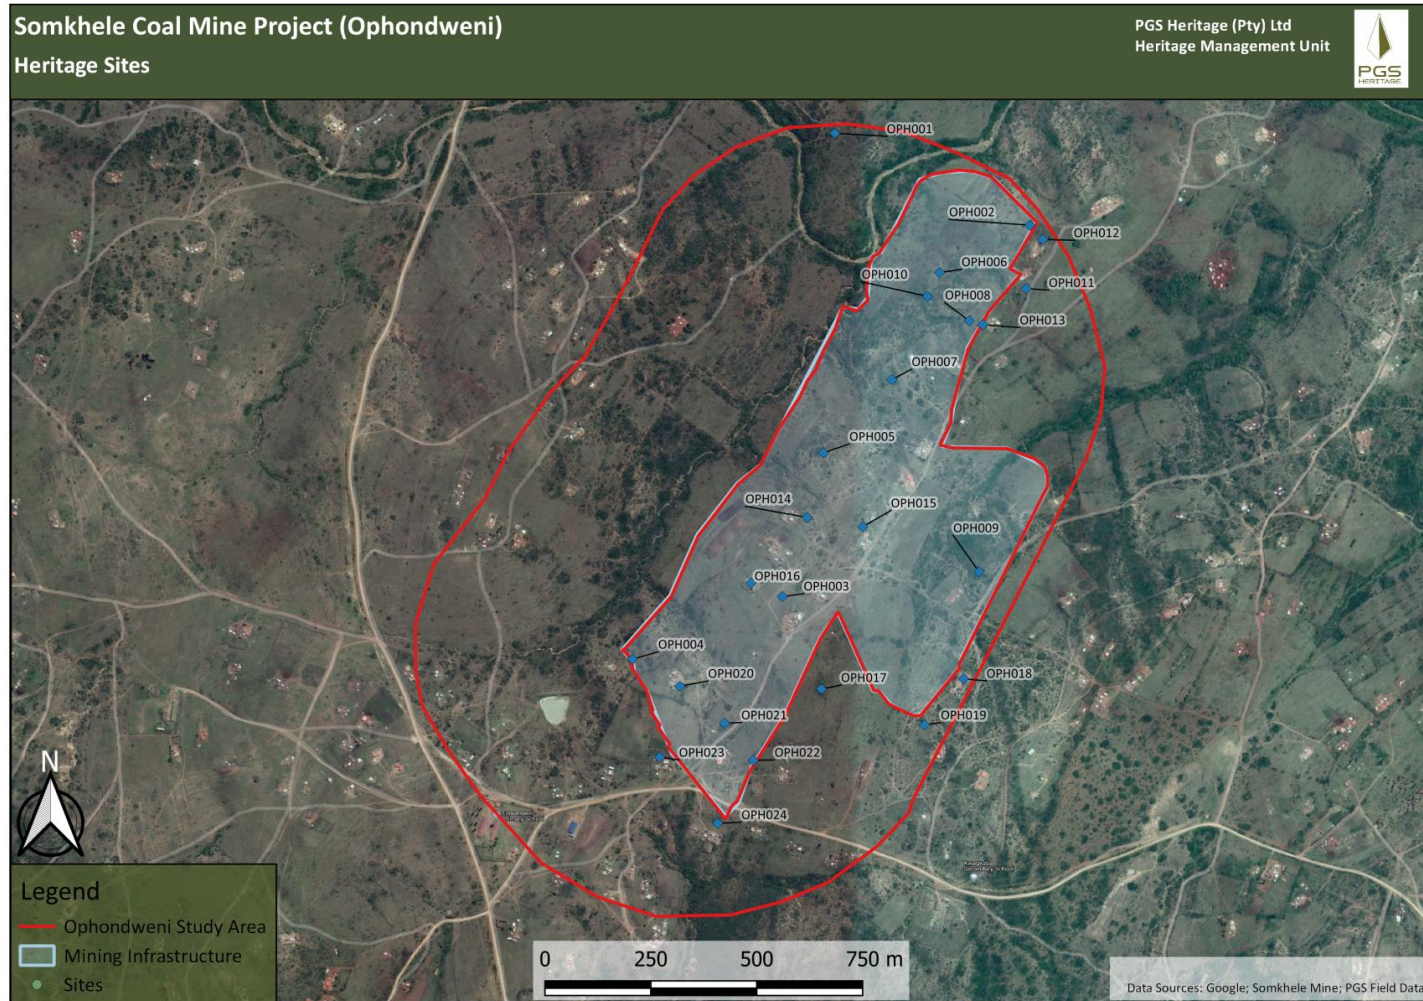 Somkhele Coal Mine Project (Ophondweni)
Heritage Sites
PGS Heritage (Pty) Ltd
Heritage Management Unit
PGS
HERITAGE
OPH001
OPH002
OPH012
OPH006
OPH010
OPH011
OPH008
OPH013
OPH007
OPH005
OPH014
OPH015
OPH009
OPH016
OPH003
OPH004
OPH020
OPH017
OPH018
OPH021
OPH019
OPH023
OPH022
OPH024
Secondary School
N
Legend
Ophondweni Study Area
Mining Infrastructure
Sites
0 250 500 750 m
Data Sources: Google; Somkhele Mine; PGS Field Data